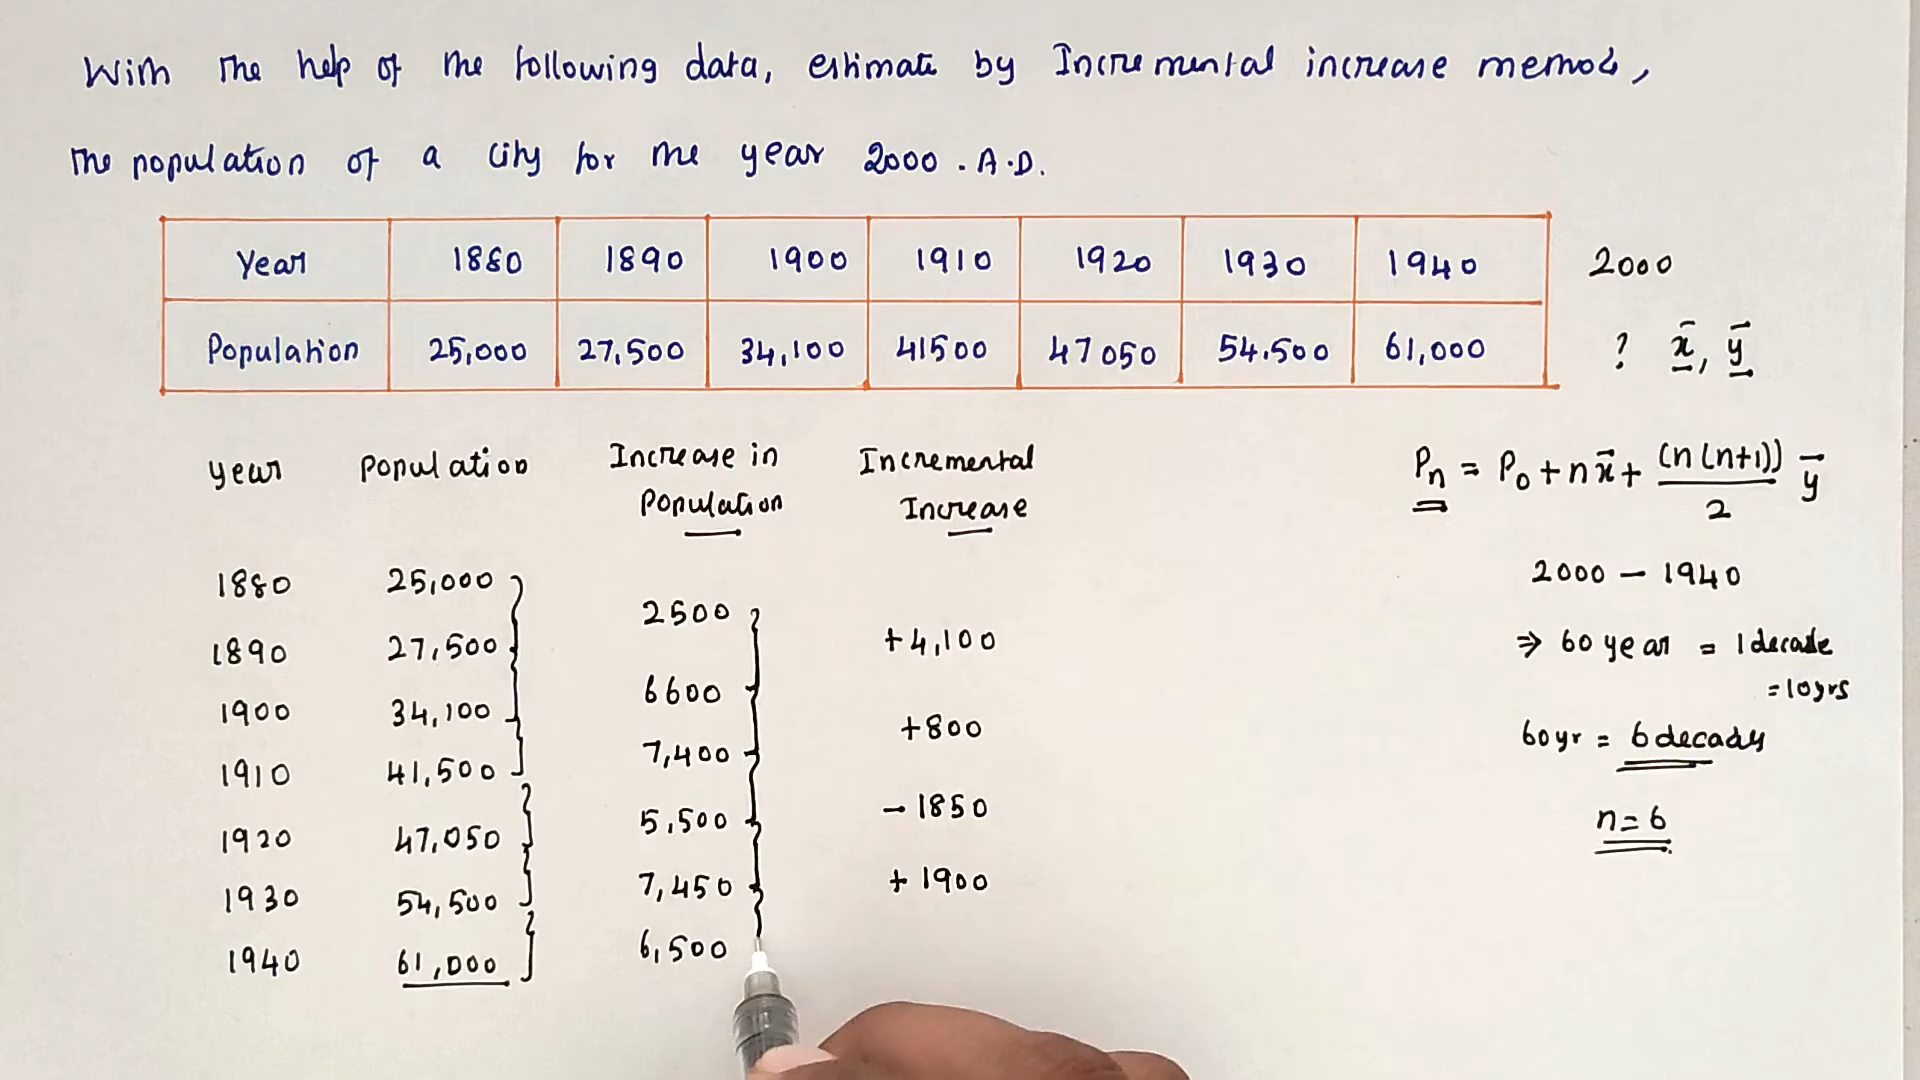 With the help of the following data, estimate by Incremental increase method,
The population of a city for the year 2000 . A.D.
Year 1880 1890 1900 1910 1920 1930 1940 2000
Population 25,000 27,500 34,100 41500 47050 54,500 61,000 ? x̄, ȳ
year Population Increase in Population Incremental Increase
Pn = P0 + n x̄ + (n(n+1))/2 ȳ
1880 25,000
2500
1890 27,500 +4,100
6600
1900 34,100 +800
7,400
1910 41,500 - 1850
5,500
1920 47,050 + 1900
7,450
1930 54,500
6,500
1940 61,000
2000 - 1940
⇒ 60 year = 1 decade
= 10yrs
60yr = 6 decades
n=6